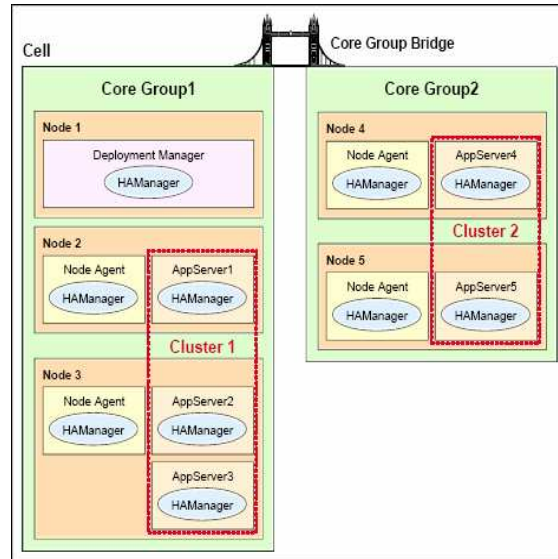 Core Group Bridge
Cell
Core Group1
Node 1
Deployment Manager
HAManager
Node 2
Node Agent
HAManager
AppServer1
HAManager
Cluster 1
Node 3
Node Agent
HAManager
AppServer2
HAManager
AppServer3
HAManager
Core Group2
Node 4
Node Agent
HAManager
AppServer4
HAManager
Cluster 2
Node 5
Node Agent
HAManager
AppServer5
HAManager